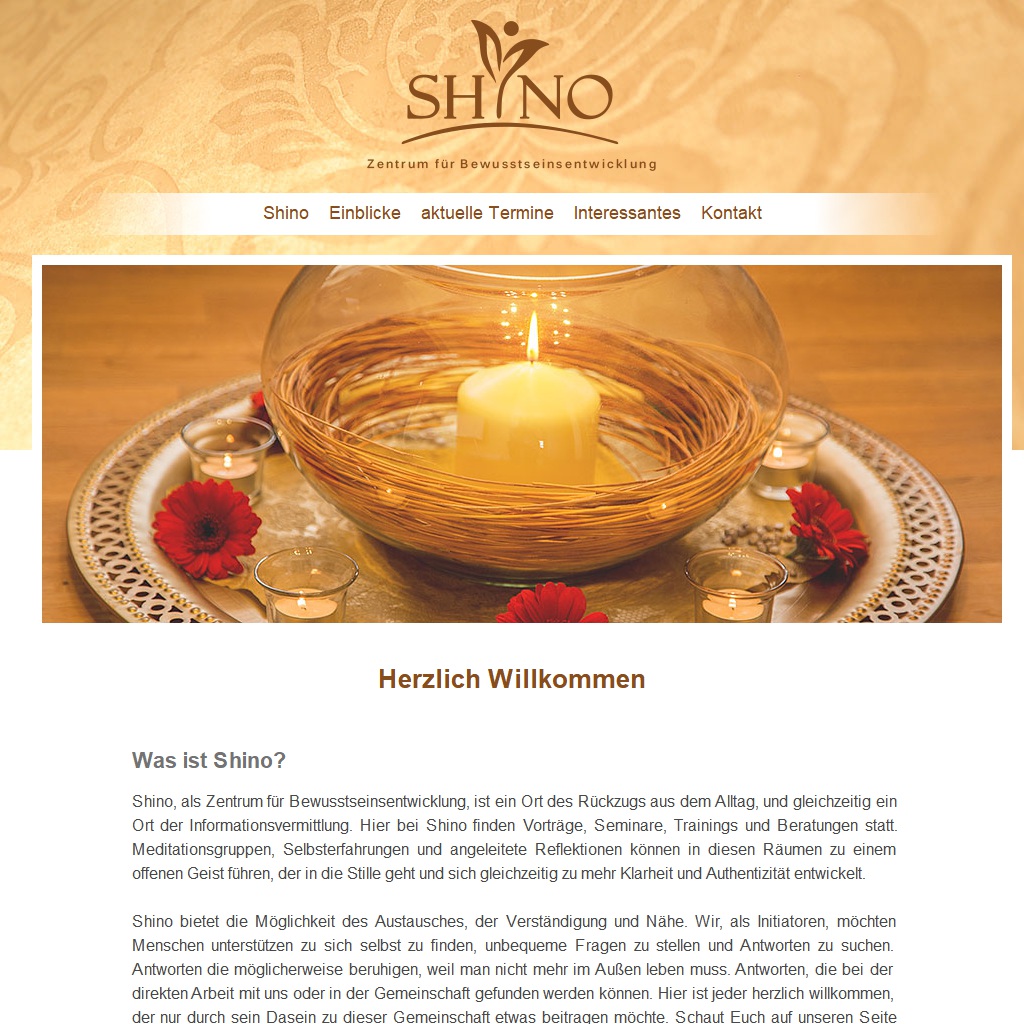 SHINO
Zentrum für Bewusstseinsentwicklung
Shino Einblicke aktuelle Termine Interessantes Kontakt
Herzlich Willkommen
Was ist Shino?
Shino, als Zentrum für Bewusstseinsentwicklung, ist ein Ort des Rückzugs aus dem Alltag, und gleichzeitig ein
Ort der Informationsvermittlung. Hier bei Shino finden Vorträge, Seminare, Trainings und Beratungen statt.
Meditationsgruppen, Selbsterfahrungen und angeleitete Reflektionen können in diesen Räumen zu einem
offenen Geist führen, der in die Stille geht und sich gleichzeitig zu mehr Klarheit und Authentizität entwickelt.
Shino bietet die Möglichkeit des Austausches, der Verständigung und Nähe. Wir, als Initiatoren, möchten
Menschen unterstützen zu sich selbst zu finden, unbequeme Fragen zu stellen und Antworten zu suchen.
Antworten die möglicherweise beruhigen, weil man nicht mehr im Außen leben muss. Antworten, die bei der
direkten Arbeit mit uns oder in der Gemeinschaft gefunden werden können. Hier ist jeder herzlich willkommen,
der nur durch sein Dasein zu dieser Gemeinschaft etwas beitragen möchte. Schaut Euch auf unseren Seite